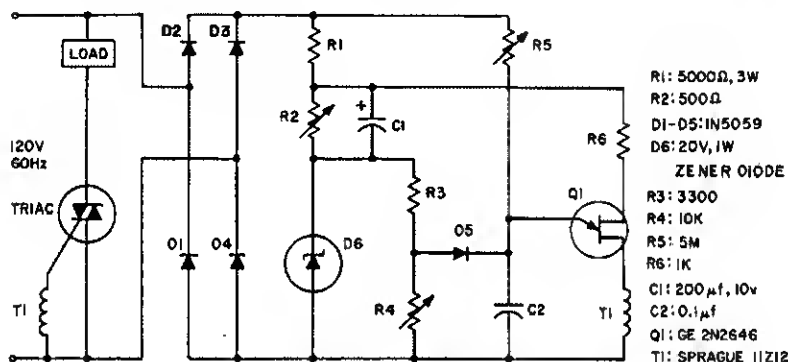 D2
D3
LOAD
R1
R5
R2
+
C1
R6
120V
60Hz
TRIAC
R3
Q1
D1
D4
D6
D5
T1
R4
C2
T1
R1: 5000Ω, 3W
R2: 500Ω
D1-D5: IN5059
D6: 20V, 1W
ZENER DIODE
R3: 3300
R4: 10K
R5: 5M
R6: 1K
C1: 200μf, 10v
C2: 0.1μf
Q1: GE 2N2646
T1: SPRAGUE 11Z12